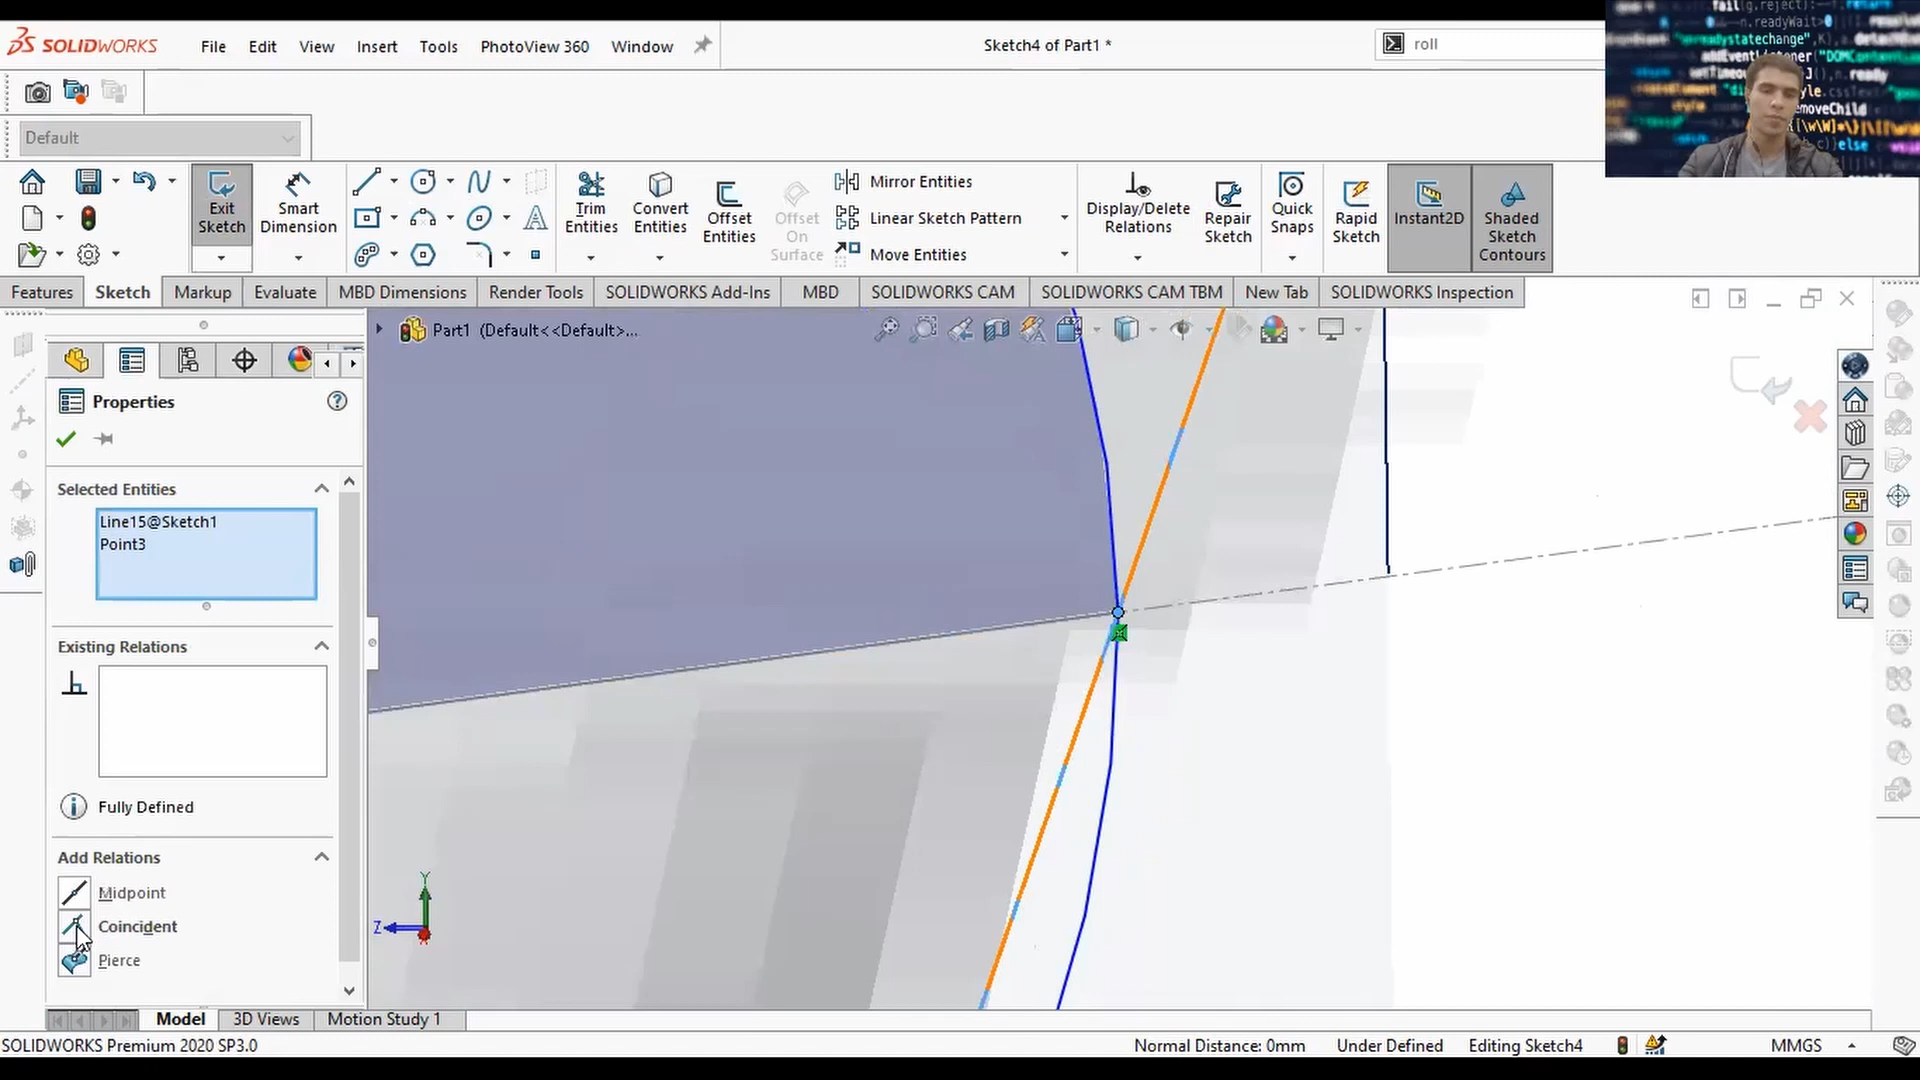 SOLIDWORKS
File Edit View Insert Tools PhotoView 360 Window
Sketch4 of Part1 *
roll
Default
Exit Sketch
Smart Dimension
Trim Entities
Convert Entities
Offset Entities
Offset On Surface
Mirror Entities
Linear Sketch Pattern
Move Entities
Display/Delete Relations
Repair Sketch
Quick Snaps
Rapid Sketch
Instant2D
Shaded Sketch Contours
Features Sketch Markup Evaluate MBD Dimensions Render Tools SOLIDWORKS Add-Ins MBD SOLIDWORKS CAM SOLIDWORKS CAM TBM New Tab SOLIDWORKS Inspection
Part1 (Default<<Default>...
Properties
Selected Entities
Line15@Sketch1
Point3
Existing Relations
Fully Defined
Add Relations
Midpoint
Coincident
Pierce
Y
Z
Model 3D Views Motion Study 1
SOLIDWORKS Premium 2020 SP3.0
Normal Distance: 0mm Under Defined Editing Sketch4 MMGS